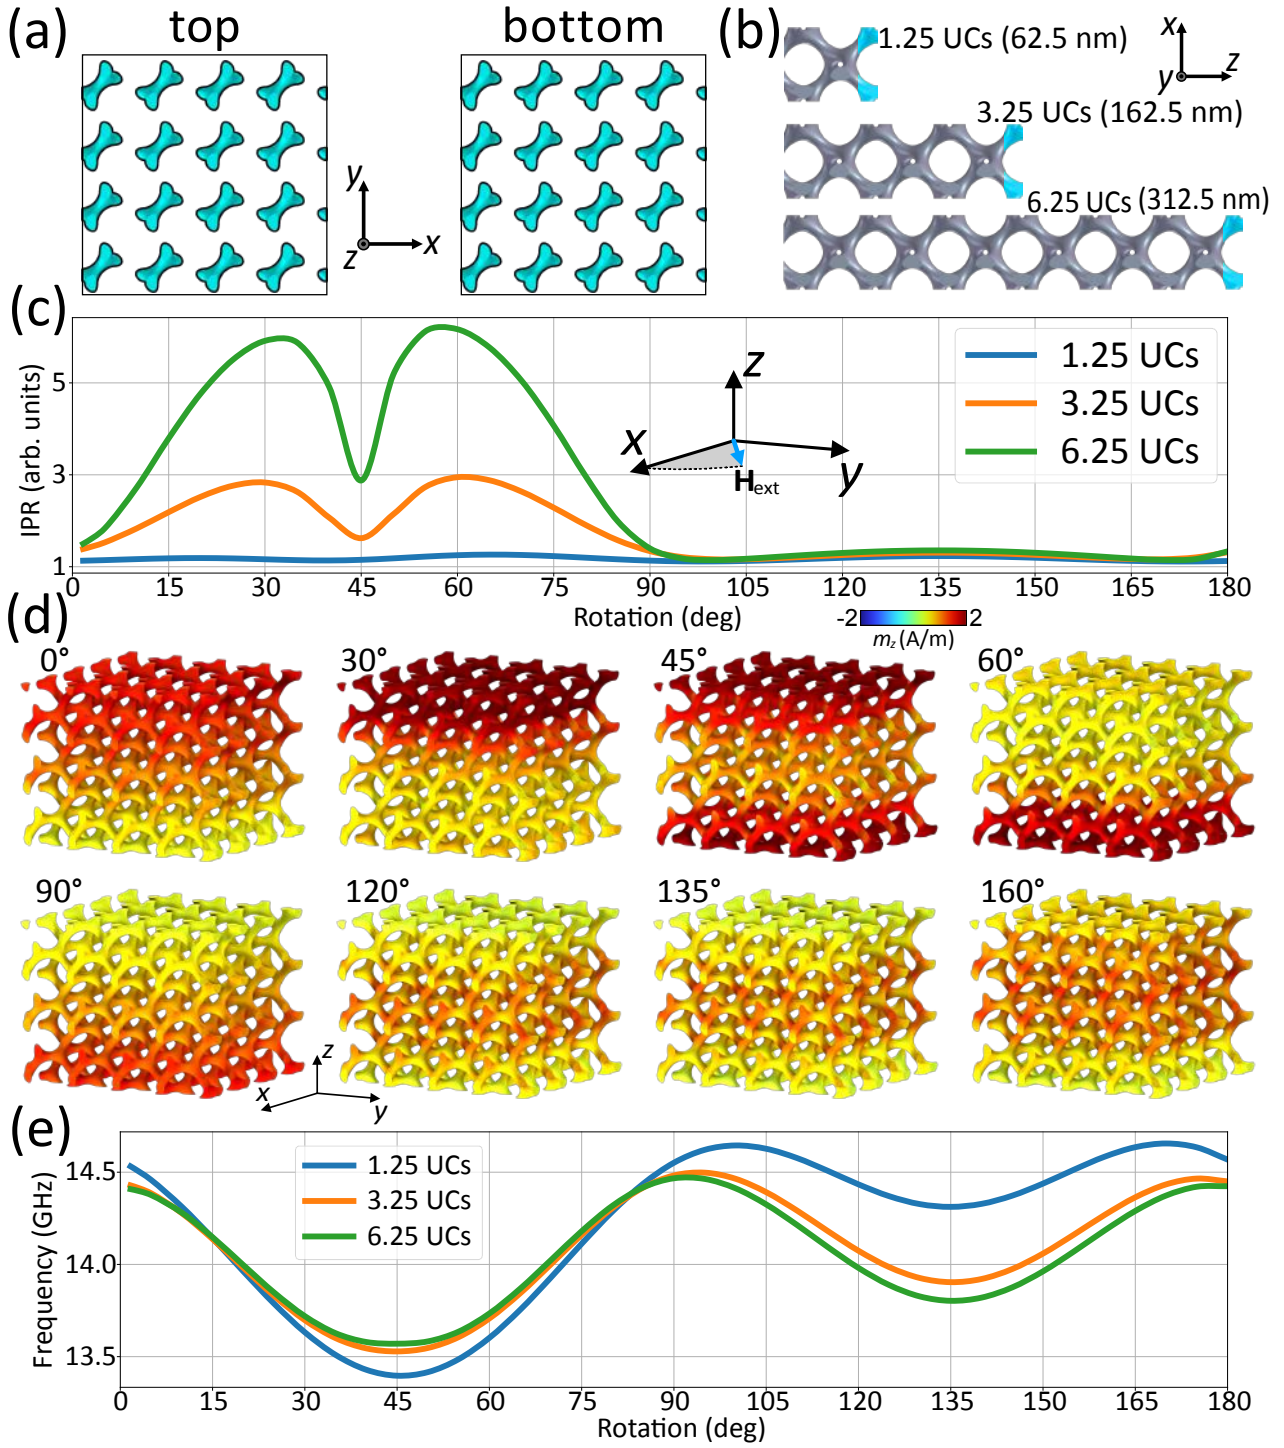 (a)
top
bottom
y
z
x
(b)
1.25 UCs (62.5 nm)
3.25 UCs (162.5 nm)
6.25 UCs (312.5 nm)
x
y
z
(c)
IPR (arb. units)
5
3
1
z
x
y
Hext
1.25 UCs
3.25 UCs
6.25 UCs
0 15 30 45 60 75 90 105 120 135 150 165 180
Rotation (deg)
(d)
-2 2
mz (A/m)
0° 30° 45° 60°
90° 120° 135° 160°
z
x
y
(e)
Frequency (GHz)
14.5
14.0
13.5
1.25 UCs
3.25 UCs
6.25 UCs
0 15 30 45 60 75 90 105 120 135 150 165 180
Rotation (deg)